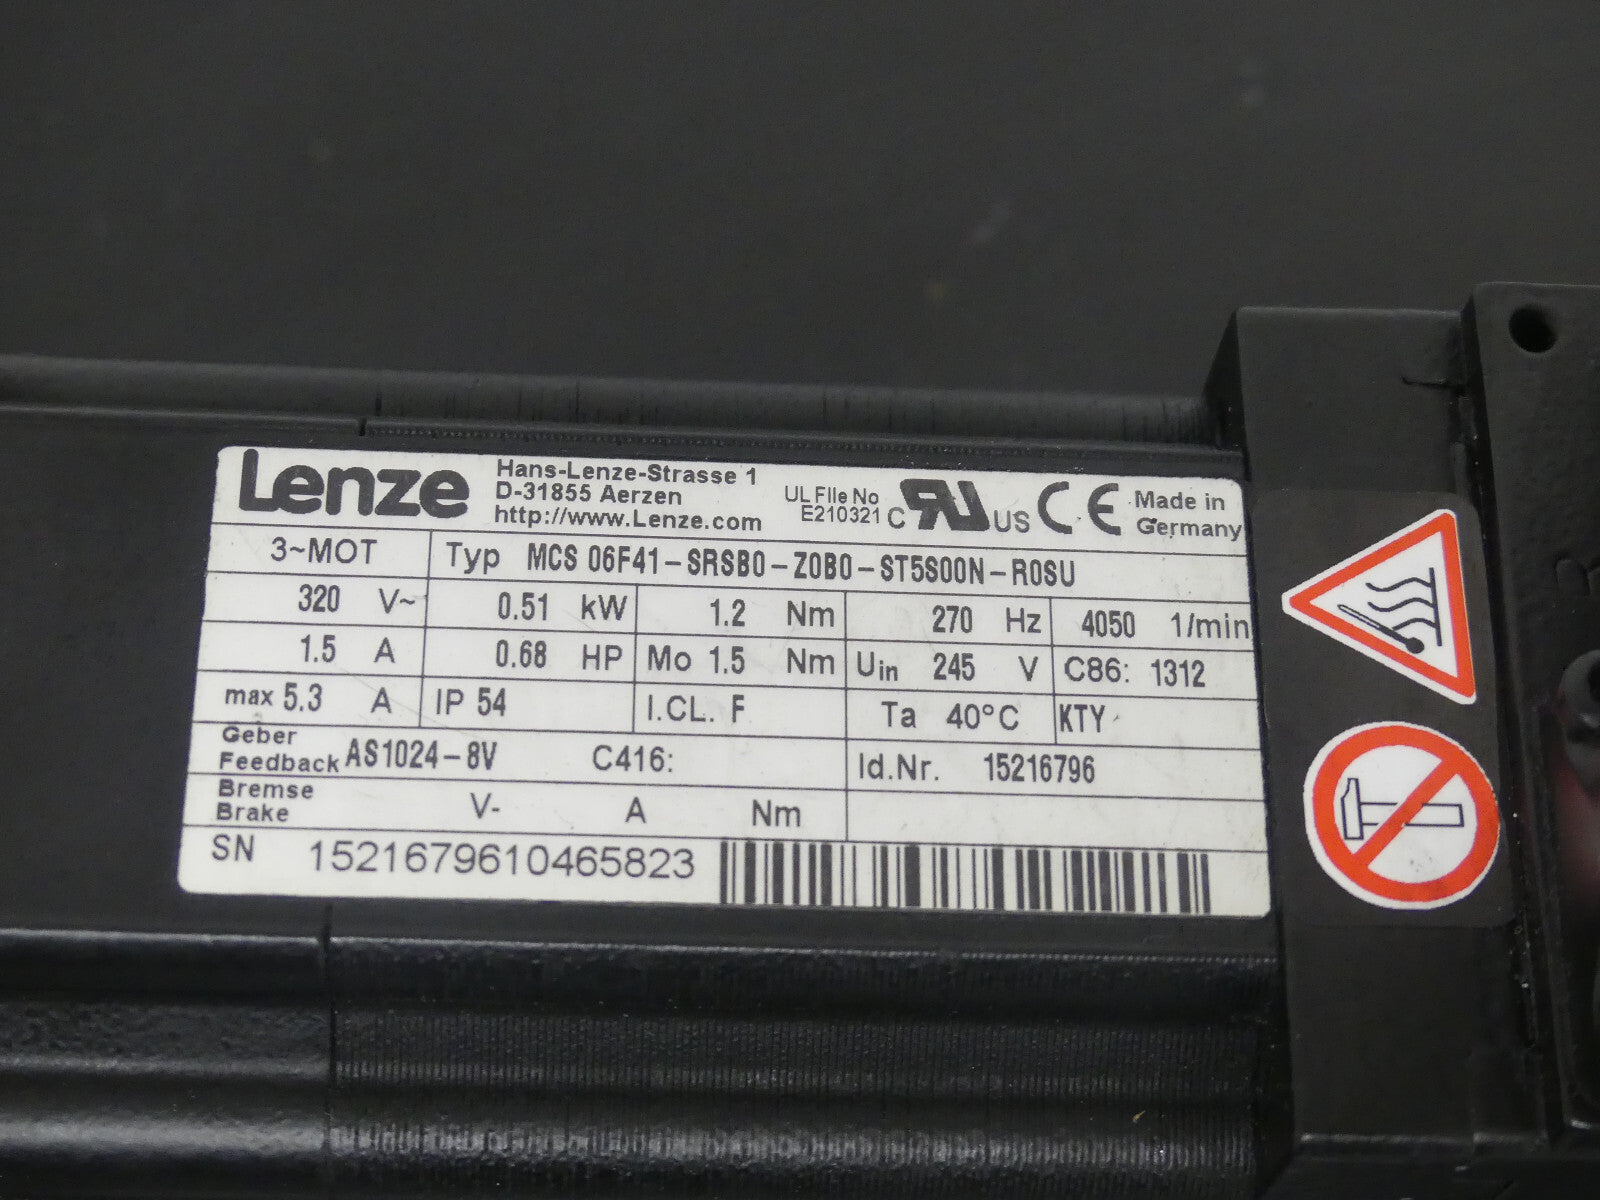 Lenze Hans-Lenze-Strasse 1
D-31855 Aerzen
http://www.Lenze.com
UL File No
E210321
C RU US CE Made in
Germany
3~MOT Typ MCS 06F41-SRSB0-Z0B0-ST5S00N-R0SU
320 V~ 0.51 kW 1.2 Nm 270 Hz 4050 1/min
1.5 A 0.68 HP Mo 1.5 Nm Uin 245 V C86: 1312
max 5.3 A IP 54 I.CL. F Ta 40°C KTY
Geber
Feedback AS1024-8V C416: Id.Nr. 15216796
Bremse
Brake V- A Nm
SN 1521679610465823